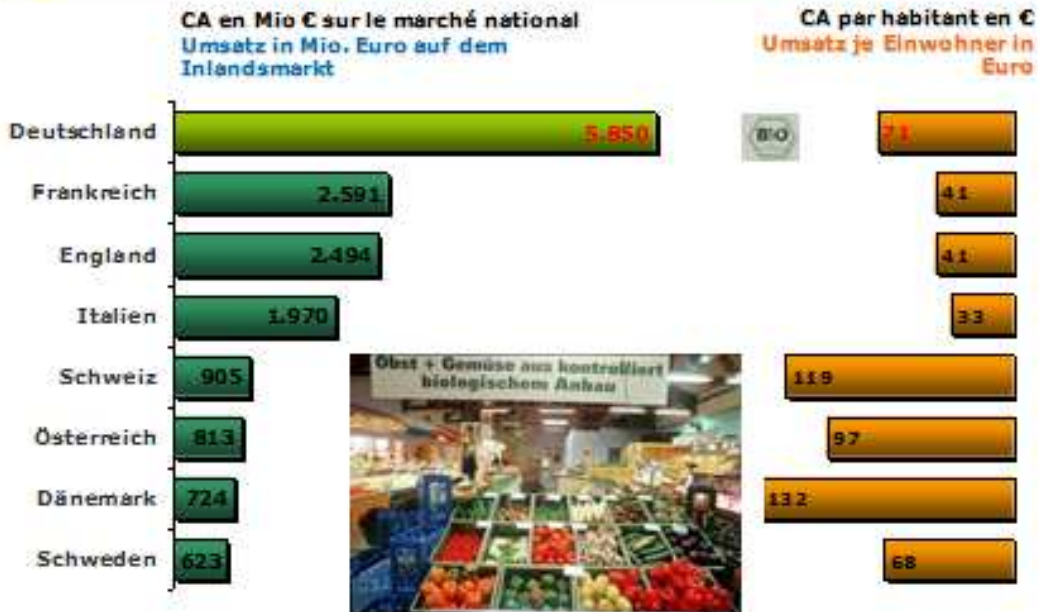 CA en Mio € sur le marché national
Umsatz in Mio. Euro auf dem
Inlandsmarkt
CA par habitant en €
Umsatz je Einwohner in
Euro
Deutschland 5.850 BIO 71
Frankreich 2.591 41
England 2.494 41
Italien 1.970 33
Schweiz 905 119
Österreich 813 97
Dänemark 724 132
Schweden 623 68
Obst + Gemüse aus kontrolliert
biologischem Anbau